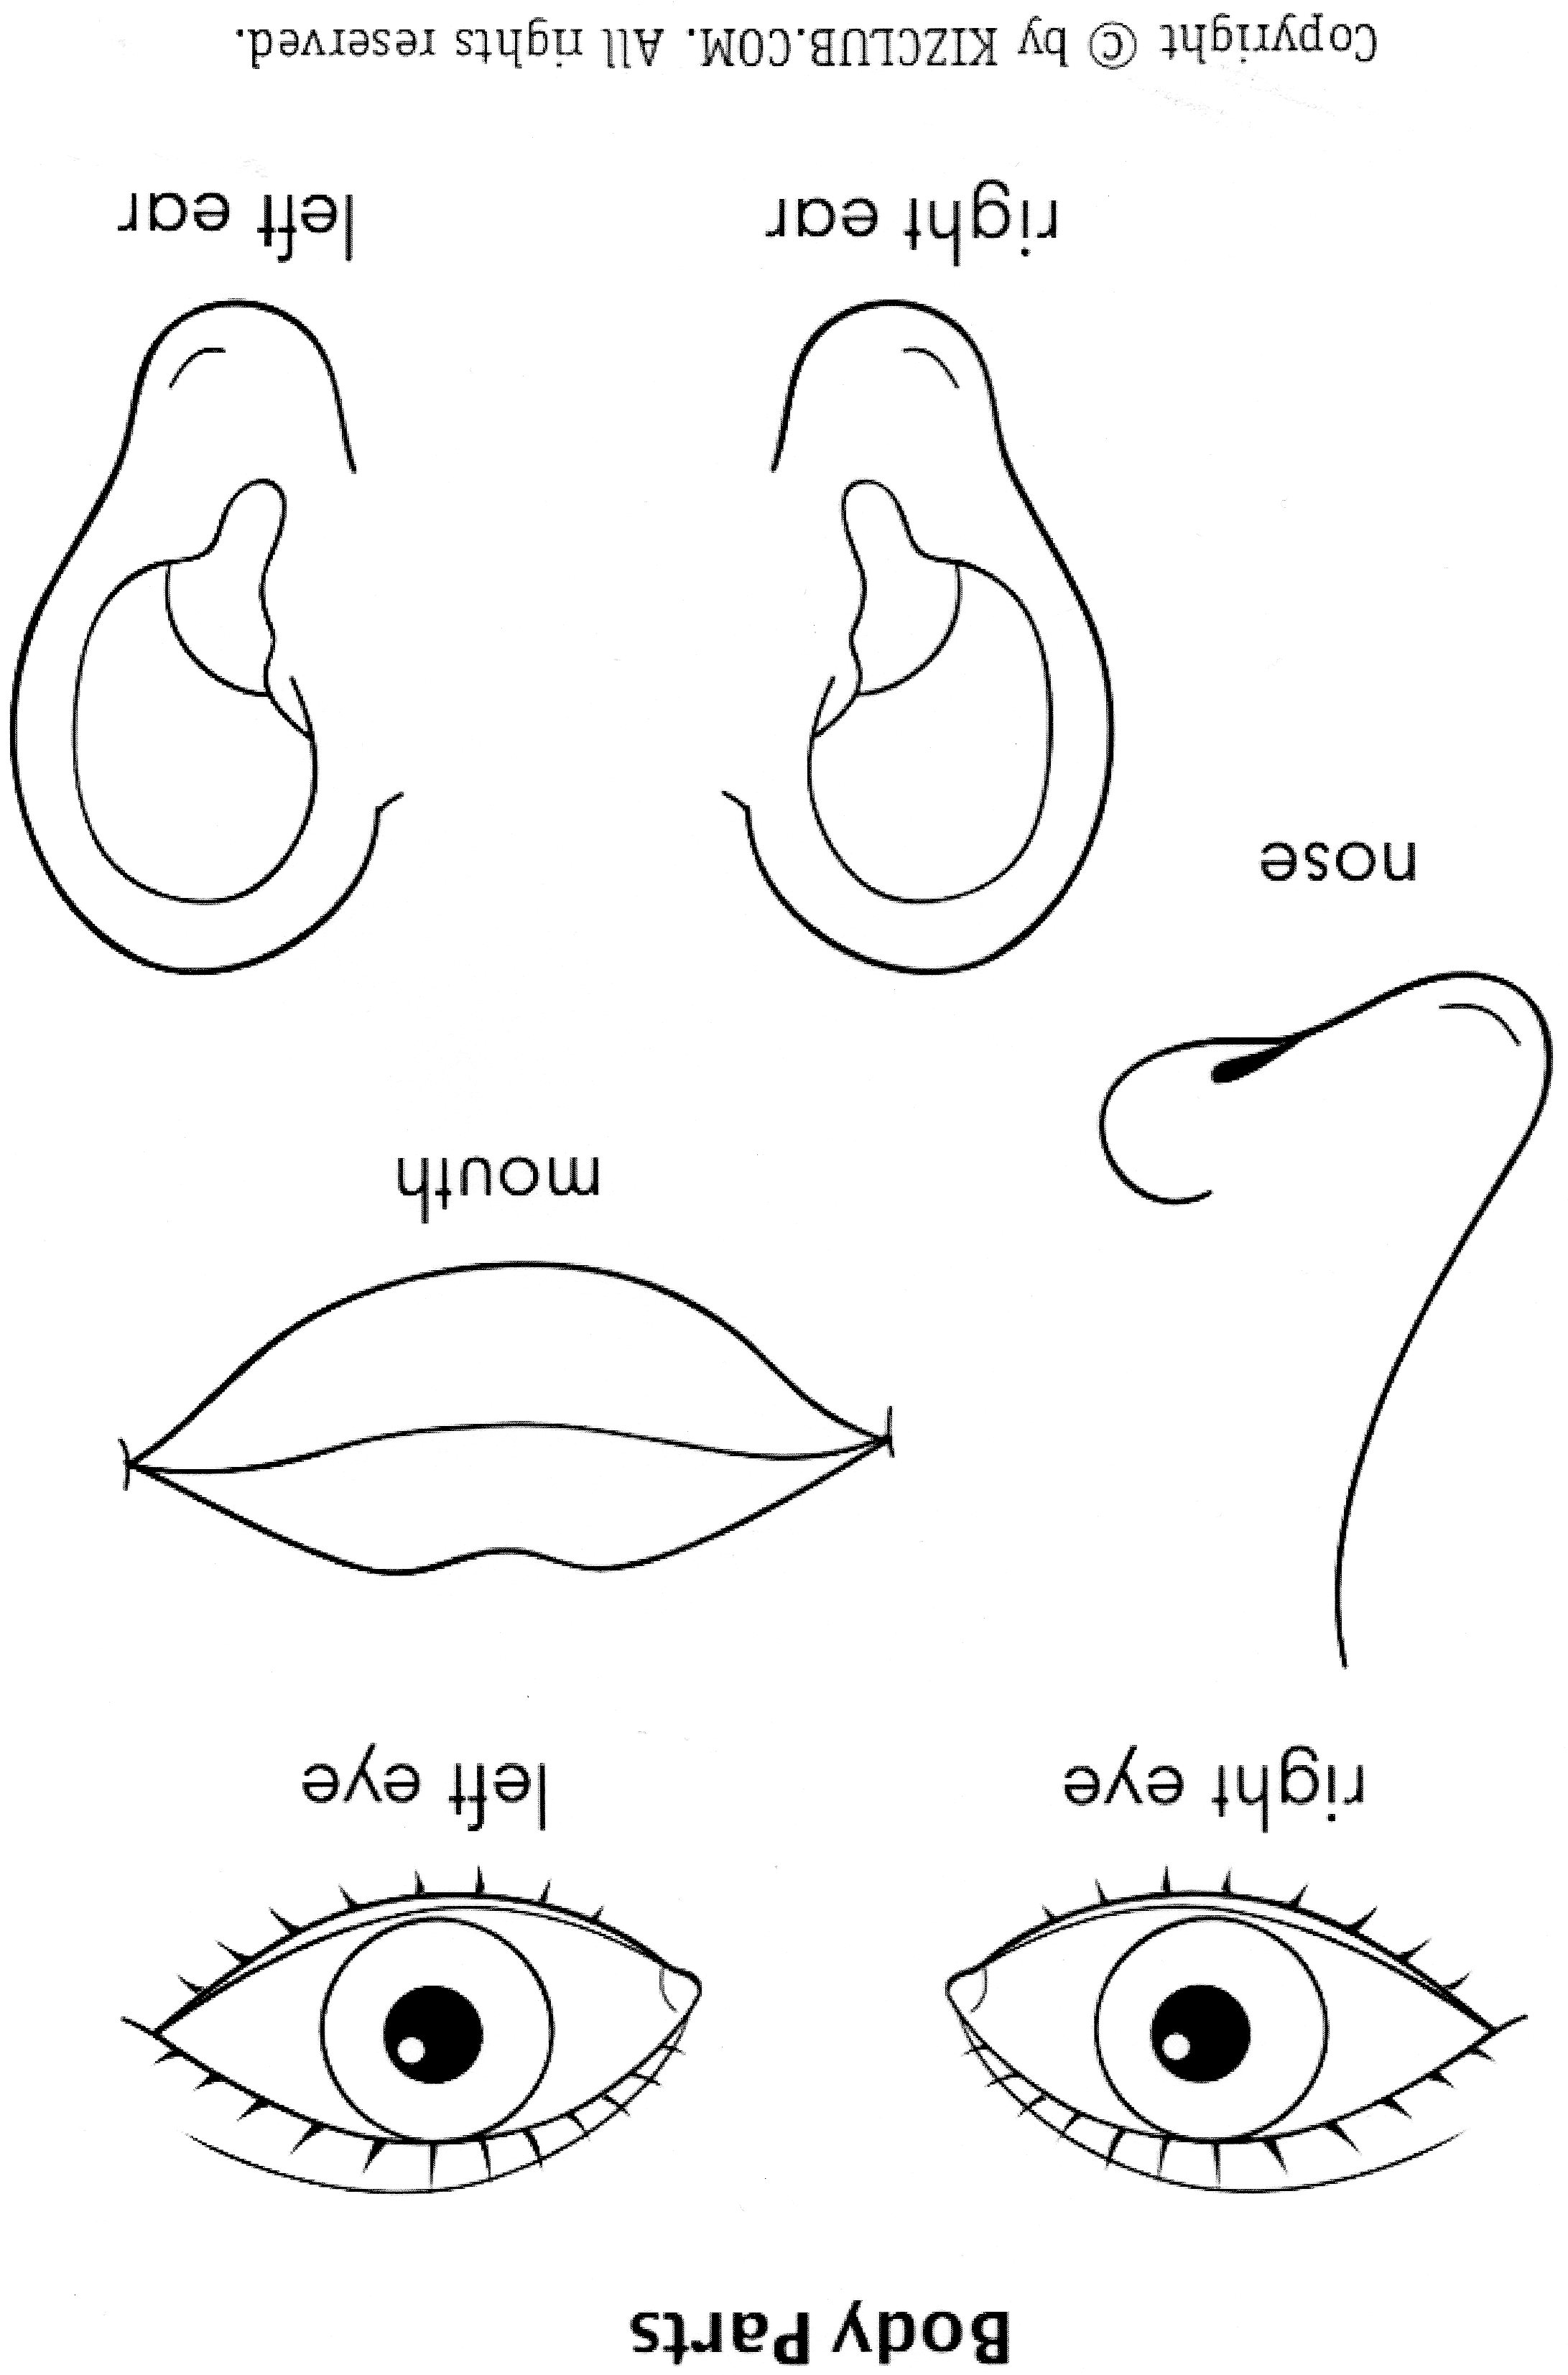 Body Parts
right eye
left eye
nose
mouth
right ear
left ear
Copyright © by KIZCLUB.COM. All rights reserved.